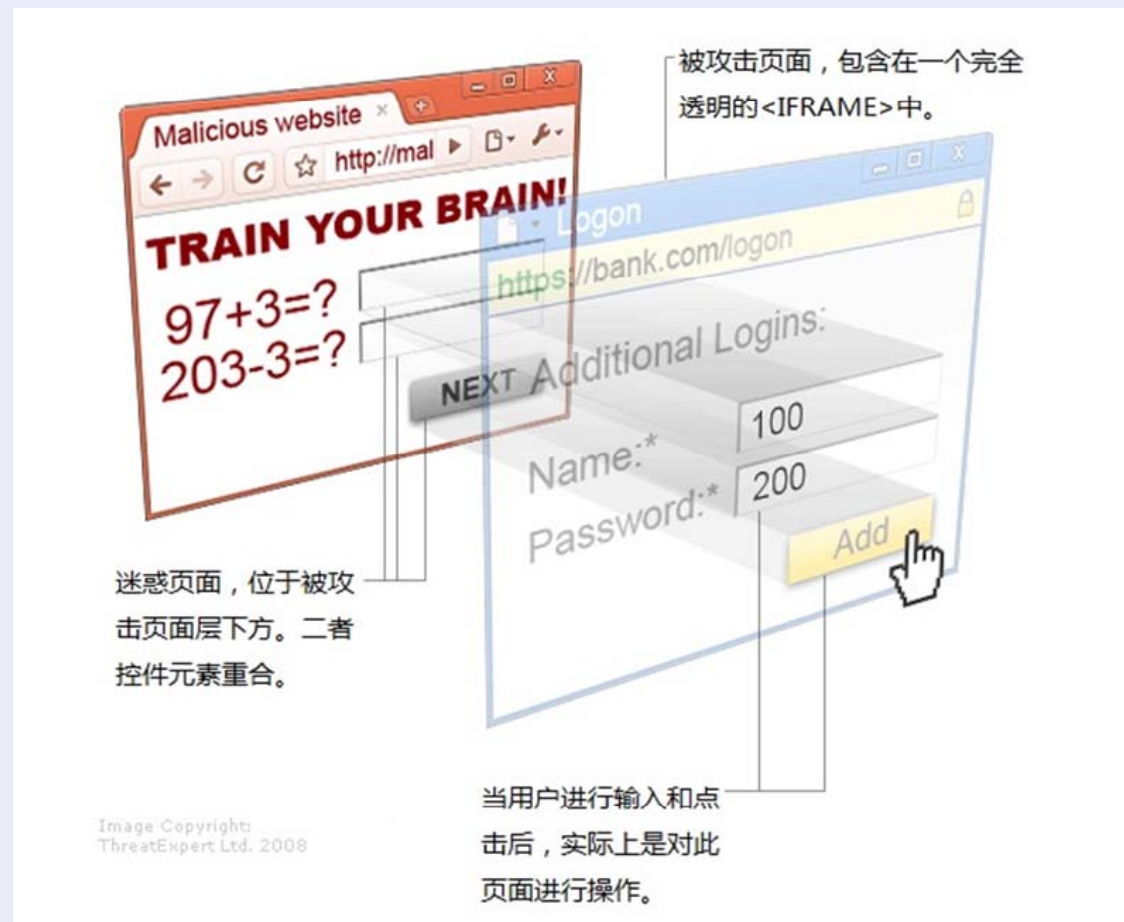 被攻击页面，包含在一个完全
透明的<IFRAME>中。
Malicious website
http://mal
TRAIN YOUR BRAIN!
97+3=?
203-3=?
NEXT
Logon
https://bank.com/logon
Additional Logins:
Name:*
100
Password:*
200
Add
迷惑页面，位于被攻
击页面层下方。二者
控件元素重合。
当用户进行输入和点
击后，实际上是对此
页面进行操作。
Image Copyright:
ThreatExpert Ltd. 2008